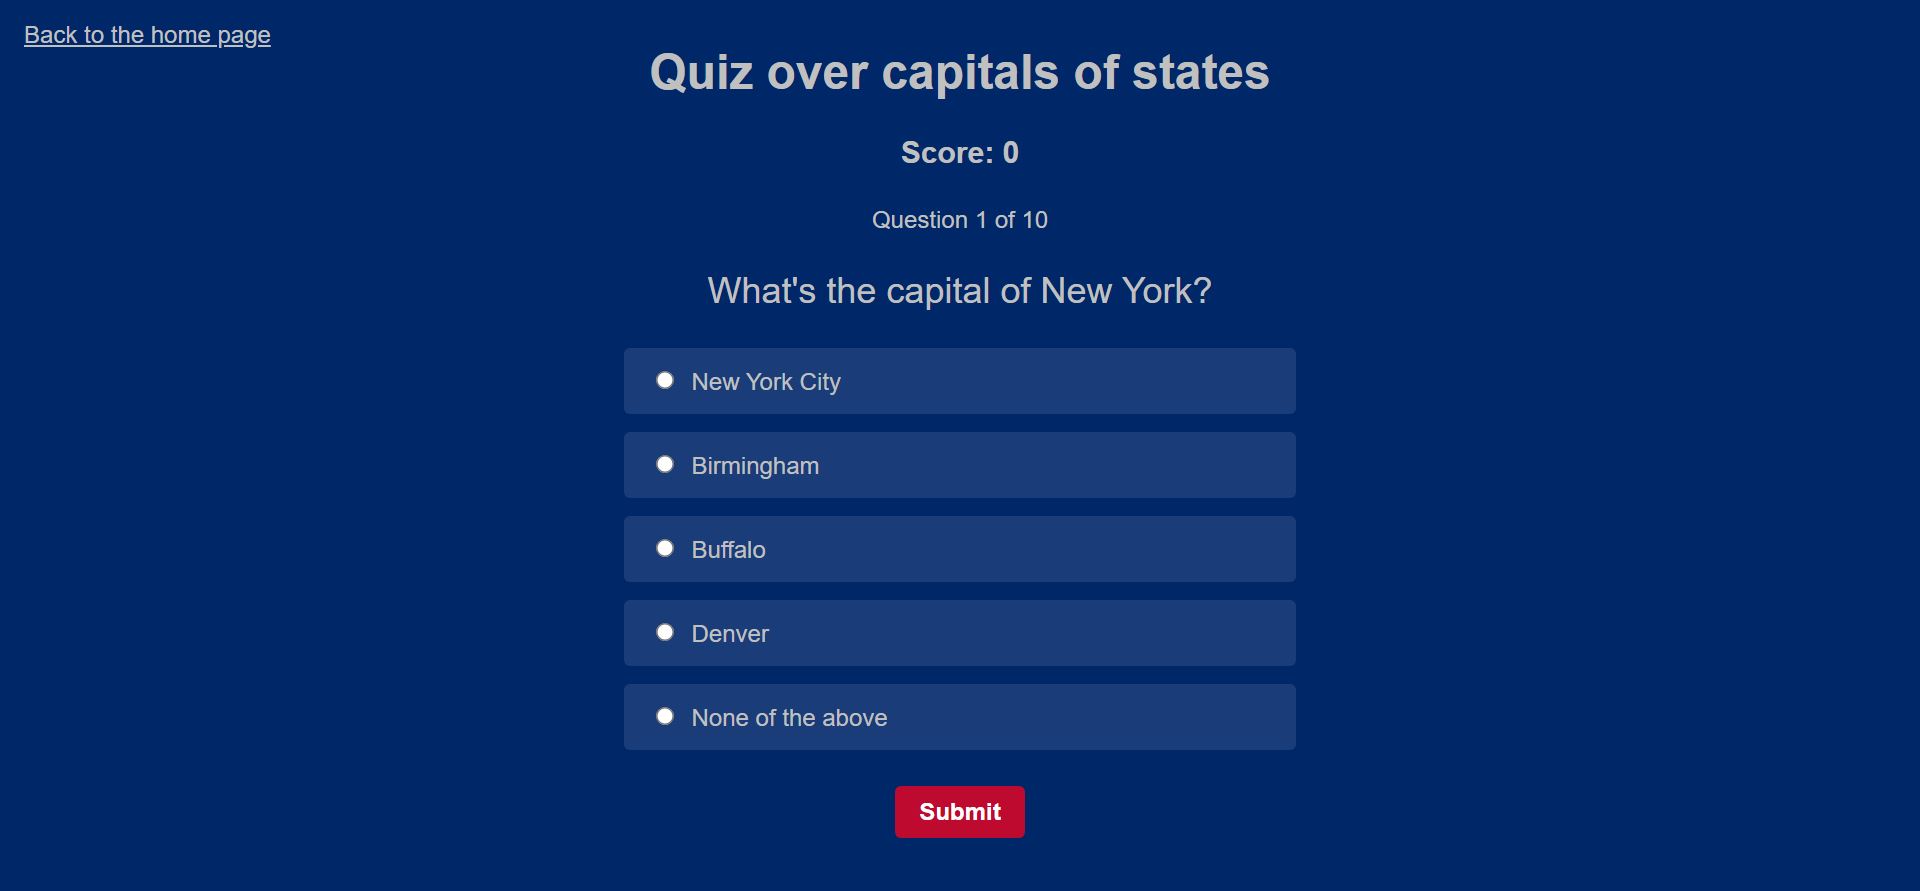 Back to the home page
Quiz over capitals of states
Score: 0
Question 1 of 10
What's the capital of New York?
New York City
Birmingham
Buffalo
Denver
None of the above
Submit